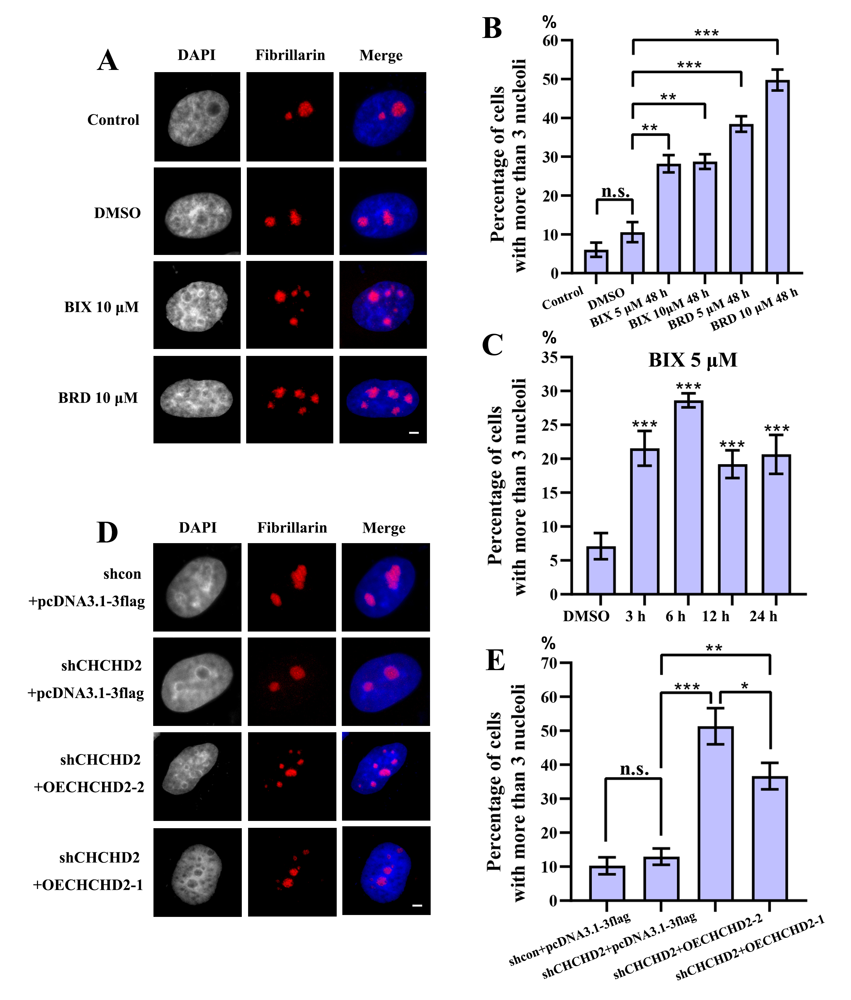 A
DAPI
Fibrillarin
Merge
Control
DMSO
BIX 10 μM
BRD 10 μM
B
%
Percentage of cells
with more than 3 nucleoli
60
50
40
30
20
10
0
n.s.
**
**
***
***
Control
DMSO
BIX 5 μM 48 h
BIX 10μM 48 h
BRD 5 μM 48 h
BRD 10 μM 48 h
C
%
BIX 5 μM
Percentage of cells
with more than 3 nucleoli
35
30
25
20
15
10
5
0
***
***
***
***
DMSO
3 h
6 h
12 h
24 h
D
DAPI
Fibrillarin
Merge
shcon
+pcDNA3.1-3flag
shCHCHD2
+pcDNA3.1-3flag
shCHCHD2
+OECHCHD2-2
shCHCHD2
+OECHCHD2-1
E
%
Percentage of cells
with more than 3 nucleoli
70
60
50
40
30
20
10
0
n.s.
***
*
**
shcon+pcDNA3.1-3flag
shCHCHD2+pcDNA3.1-3flag
shCHCHD2+OECHCHD2-2
shCHCHD2+OECHCHD2-1